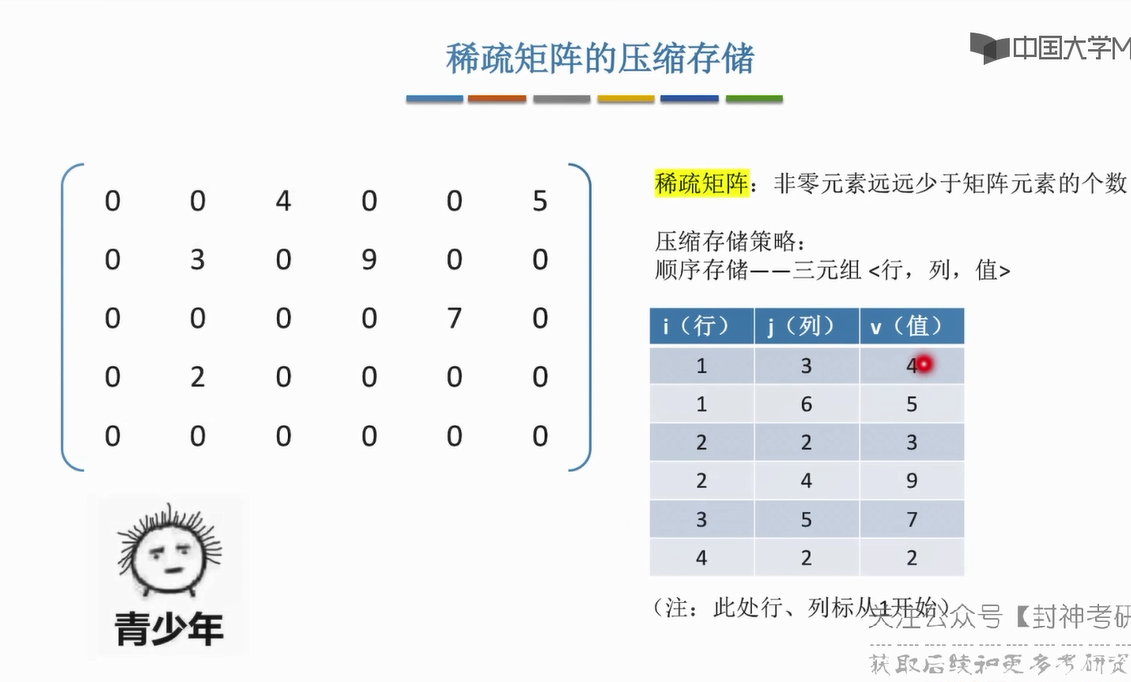 稀疏矩阵的压缩存储
中国大学M
0 0 4 0 0 5
0 3 0 9 0 0
0 0 0 0 7 0
0 2 0 0 0 0
0 0 0 0 0 0
青少年
稀疏矩阵：非零元素远远少于矩阵元素的个数
压缩存储策略：
顺序存储——三元组 <行，列，值>
i（行） j（列） v（值）
1 3 4
1 6 5
2 2 3
2 4 9
3 5 7
4 2 2
（注：此处行、列标从1开始）
关注公众号【封神考研
获取后续和更多考研资